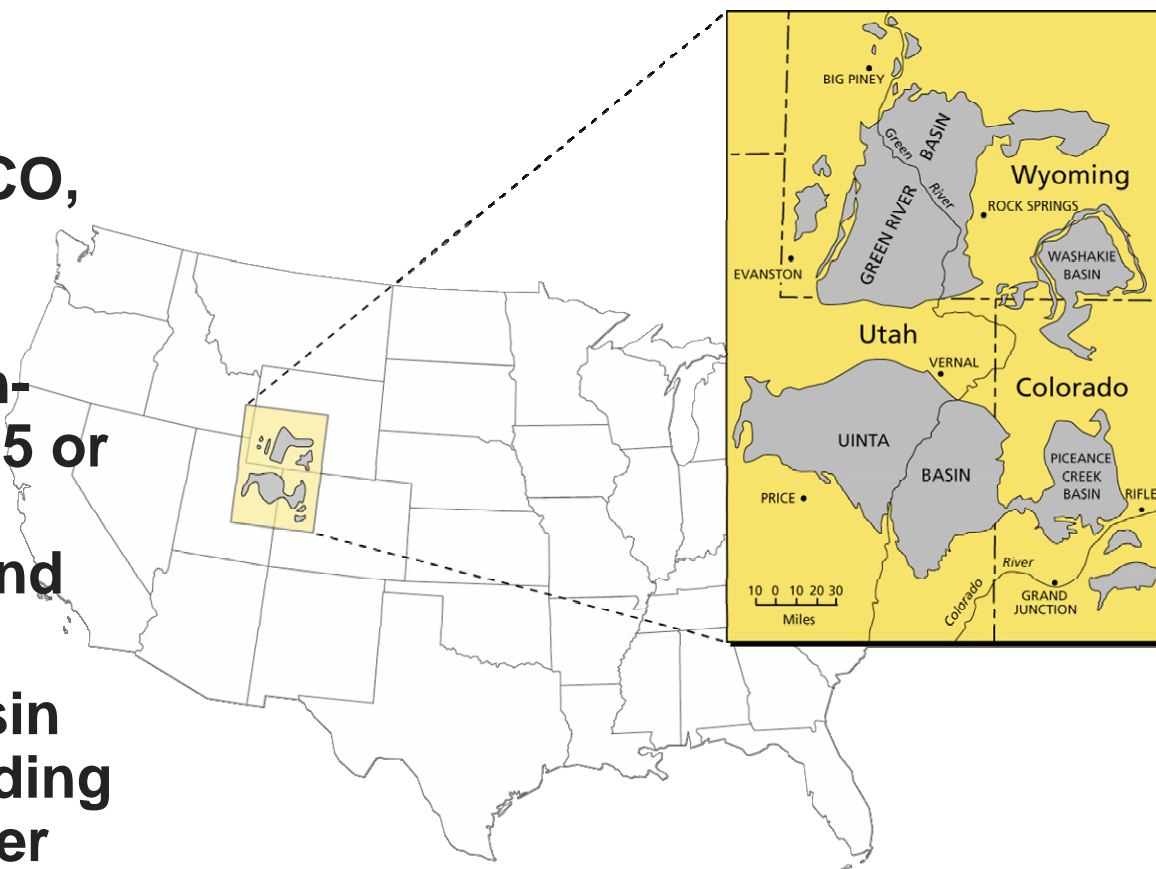 CO,
n-
5 or
nd
sin
ding
er
BIG PINEY
Green
River
GREEN RIVER BASIN
Wyoming
ROCK SPRINGS
EVANSTON
WASHAKIE
BASIN
Utah
VERNAL
Colorado
UINTA
BASIN
PICEANCE
CREEK
BASIN
PRICE
RIFLE
10 0 10 20 30
Miles
Colorado
River
GRAND
JUNCTION